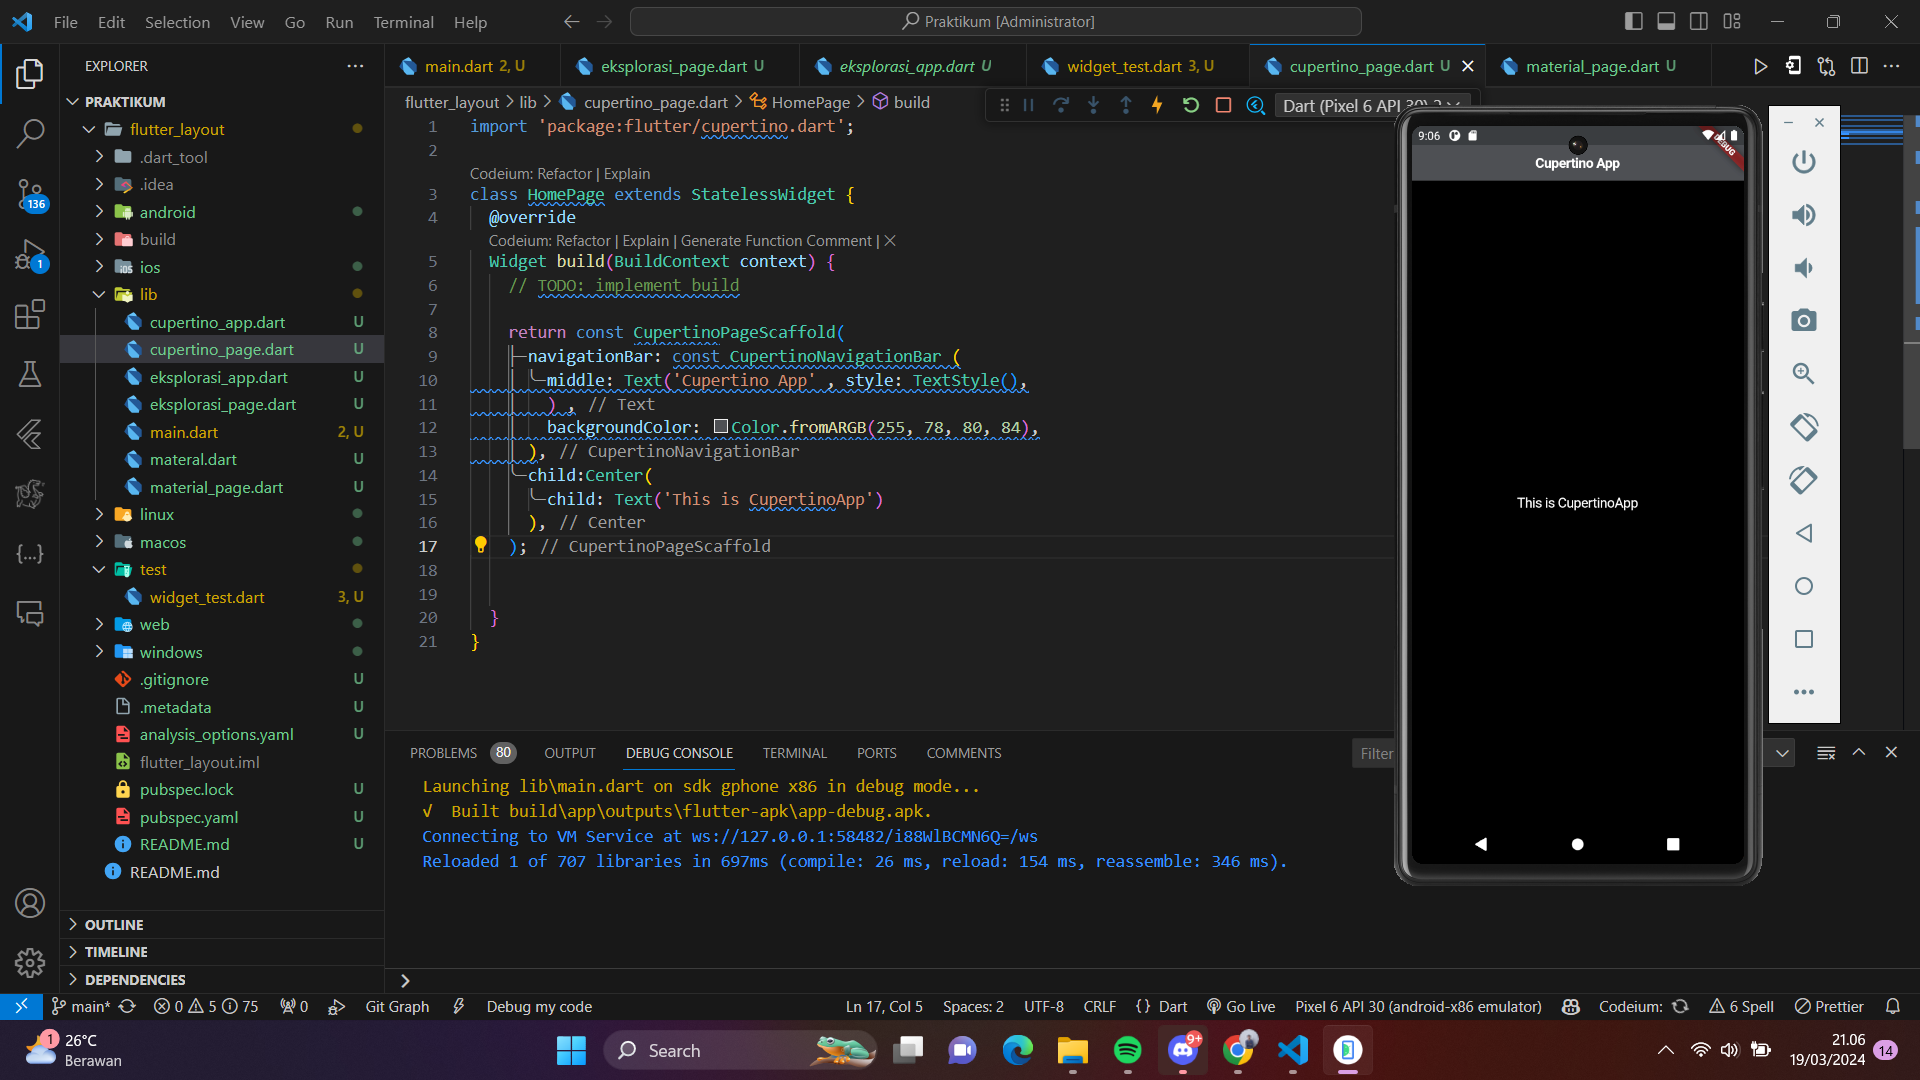 File Edit Selection View Go Run Terminal Help
Praktikum [Administrator]
EXPLORER
PRAKTIKUM
flutter_layout
.dart_tool
.idea
android
build
ios
lib
cupertino_app.dart U
cupertino_page.dart U
eksplorasi_app.dart U
eksplorasi_page.dart U
main.dart 2, U
materal.dart U
material_page.dart U
linux
macos
test
widget_test.dart 3, U
web
windows
.gitignore U
.metadata U
analysis_options.yaml U
flutter_layout.iml
pubspec.lock U
pubspec.yaml U
README.md U
README.md
OUTLINE
TIMELINE
DEPENDENCIES
136
1
main.dart 2, U
eksplorasi_page.dart U
eksplorasi_app.dart U
widget_test.dart 3, U
cupertino_page.dart U
material_page.dart U
flutter_layout > lib > cupertino_page.dart > HomePage > build
Dart (Pixel 6 API 30) 2
1 import 'package:flutter/cupertino.dart';
2
Codeium: Refactor | Explain
3 class HomePage extends StatelessWidget {
4 @override
Codeium: Refactor | Explain | Generate Function Comment | X
5 Widget build(BuildContext context) {
6 // TODO: implement build
7
8 return const CupertinoPageScaffold(
9 navigationBar: const CupertinoNavigationBar (
10 middle: Text('Cupertino App' , style: TextStyle(),
11 ) , // Text
12 backgroundColor: Color.fromARGB(255, 78, 80, 84),
13 ), // CupertinoNavigationBar
14 child:Center(
15 child: Text('This is CupertinoApp')
16 ), // Center
17 ); // CupertinoPageScaffold
18
19
20 }
21 }
9:06
DEBUG
Cupertino App
This is CupertinoApp
PROBLEMS 80 OUTPUT DEBUG CONSOLE TERMINAL PORTS COMMENTS
Filter
Launching lib\main.dart on sdk gphone x86 in debug mode...
√ Built build\app\outputs\flutter-apk\app-debug.apk.
Connecting to VM Service at ws://127.0.0.1:58482/i88WlBCMN6Q=/ws
Reloaded 1 of 707 libraries in 697ms (compile: 26 ms, reload: 154 ms, reassemble: 346 ms).
main* 0 5 75 0 Git Graph Debug my code Ln 17, Col 5 Spaces: 2 UTF-8 CRLF {} Dart Go Live Pixel 6 API 30 (android-x86 emulator) Codeium: 6 Spell Prettier
1
26°C
Berawan
Search
9+
21.06
19/03/2024
14